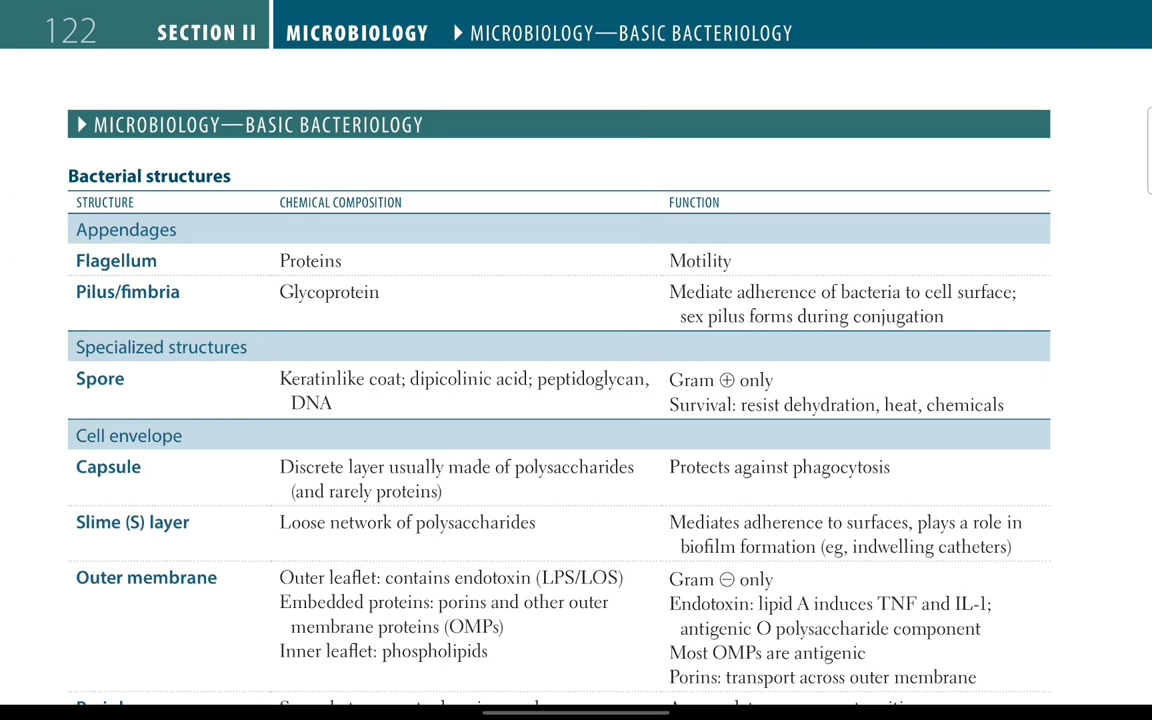 122 SECTION II MICROBIOLOGY ▶ MICROBIOLOGY—BASIC BACTERIOLOGY
▶ MICROBIOLOGY—BASIC BACTERIOLOGY
Bacterial structures
STRUCTURE CHEMICAL COMPOSITION FUNCTION
Appendages
Flagellum Proteins Motility
Pilus/fimbria Glycoprotein Mediate adherence of bacteria to cell surface;
sex pilus forms during conjugation
Specialized structures
Spore Keratinlike coat; dipicolinic acid; peptidoglycan, Gram ⊕ only
DNA Survival: resist dehydration, heat, chemicals
Cell envelope
Capsule Discrete layer usually made of polysaccharides Protects against phagocytosis
(and rarely proteins)
Slime (S) layer Loose network of polysaccharides Mediates adherence to surfaces, plays a role in
biofilm formation (eg, indwelling catheters)
Outer membrane Outer leaflet: contains endotoxin (LPS/LOS) Gram ⊖ only
Embedded proteins: porins and other outer Endotoxin: lipid A induces TNF and IL-1;
membrane proteins (OMPs) antigenic O polysaccharide component
Inner leaflet: phospholipids Most OMPs are antigenic
Porins: transport across outer membrane